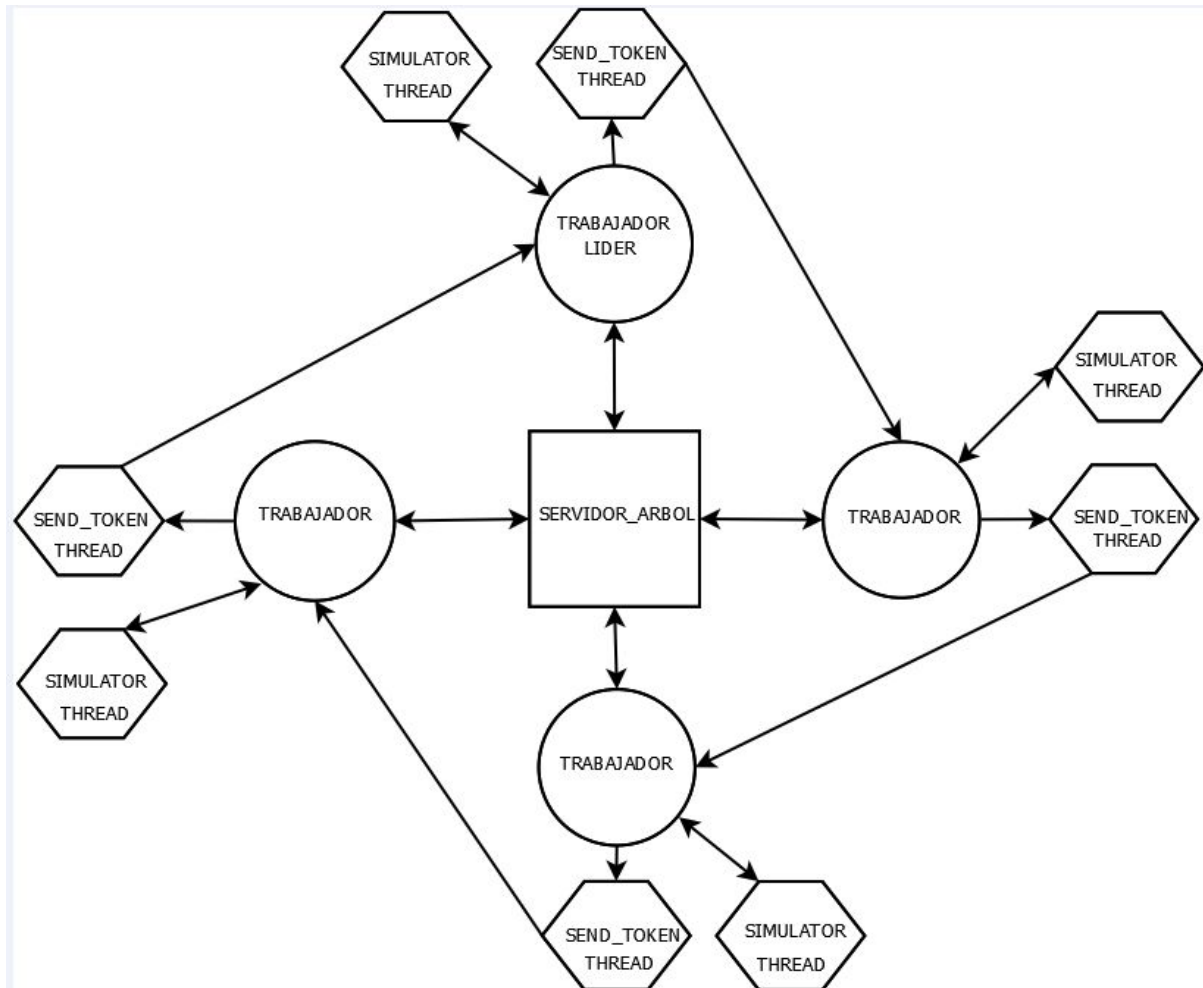 SIMULATOR
THREAD
SEND_TOKEN
THREAD
TRABAJADOR
LIDER
SIMULATOR
THREAD
SEND_TOKEN
THREAD
TRABAJADOR
SERVIDOR_ARBOL
TRABAJADOR
SEND_TOKEN
THREAD
SIMULATOR
THREAD
TRABAJADOR
SEND_TOKEN
THREAD
SIMULATOR
THREAD